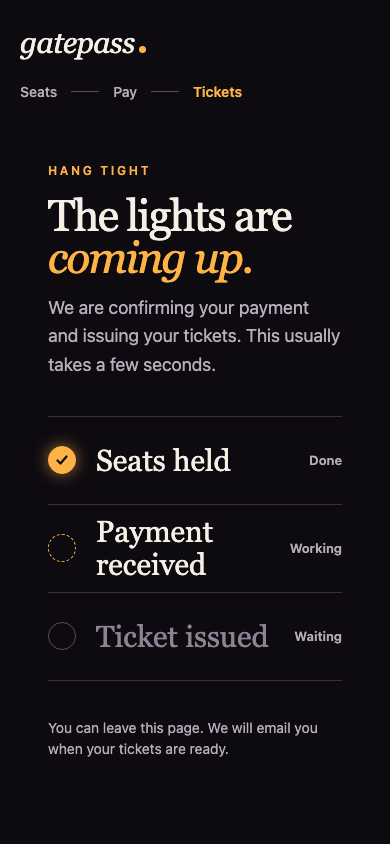 gatepass.
Seats Pay Tickets
HANG TIGHT
The lights are
coming up.
We are confirming your payment
and issuing your tickets. This usually
takes a few seconds.
Seats held Done
Payment
received Working
Ticket issued Waiting
You can leave this page. We will email you
when your tickets are ready.